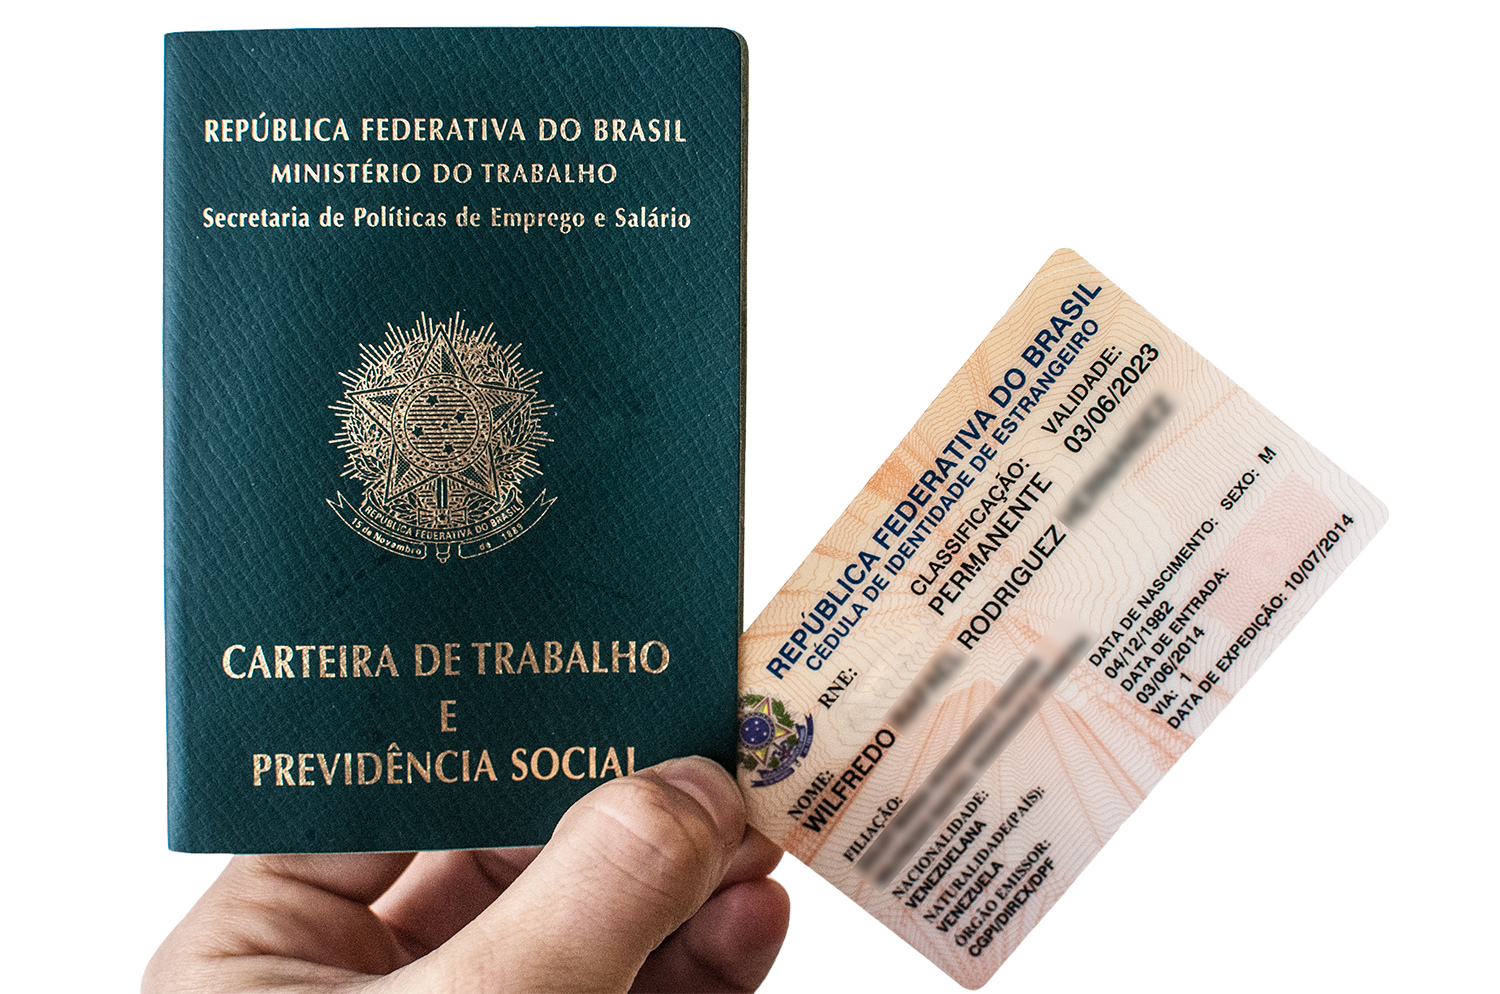 REPÚBLICA FEDERATIVA DO BRASIL
MINISTÉRIO DO TRABALHO
Secretaria de Políticas de Emprego e Salário
REPÚBLICA FEDERATIVA DO BRASIL
15 de Novembro de 1889
CARTEIRA DE TRABALHO
E
PREVIDÊNCIA SOCIAL
REPÚBLICA FEDERATIVA DO BRASIL
CÉDULA DE IDENTIDADE DE ESTRANGEIRO
RNE:
CLASSIFICAÇÃO:
VALIDADE:
PERMANENTE
03/06/2023
NOME:
WILFREDO RODRIGUEZ
FILIAÇÃO:
DATA DE NASCIMENTO: SEXO: M
04/12/1982
NACIONALIDADE:
DATA DE ENTRADA:
VENEZUELANA
03/06/2014
NATURALIDADE(PAÍS):
VIA: 1
VENEZUELA
DATA DE EXPEDIÇÃO: 10/07/2014
ÓRGÃO EMISSOR:
CGPI/DIREX/DPF